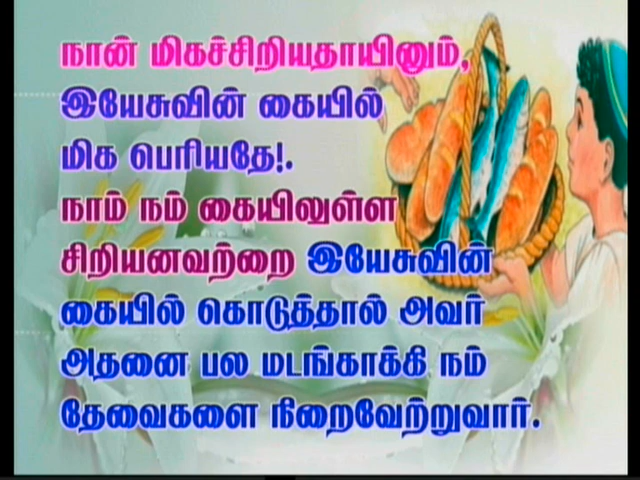 நான் மிகச்சிறியதாயினும்,
இயேசுவின் கையில்
மிக பெரியதே!.
நாம் நம் கையிலுள்ள
சிறியனவற்றை இயேசுவின்
கையில் கொடுத்தால் அவர்
அதனை பல மடங்காக்கி நம்
தேவைகளை நிறைவேற்றுவார்.